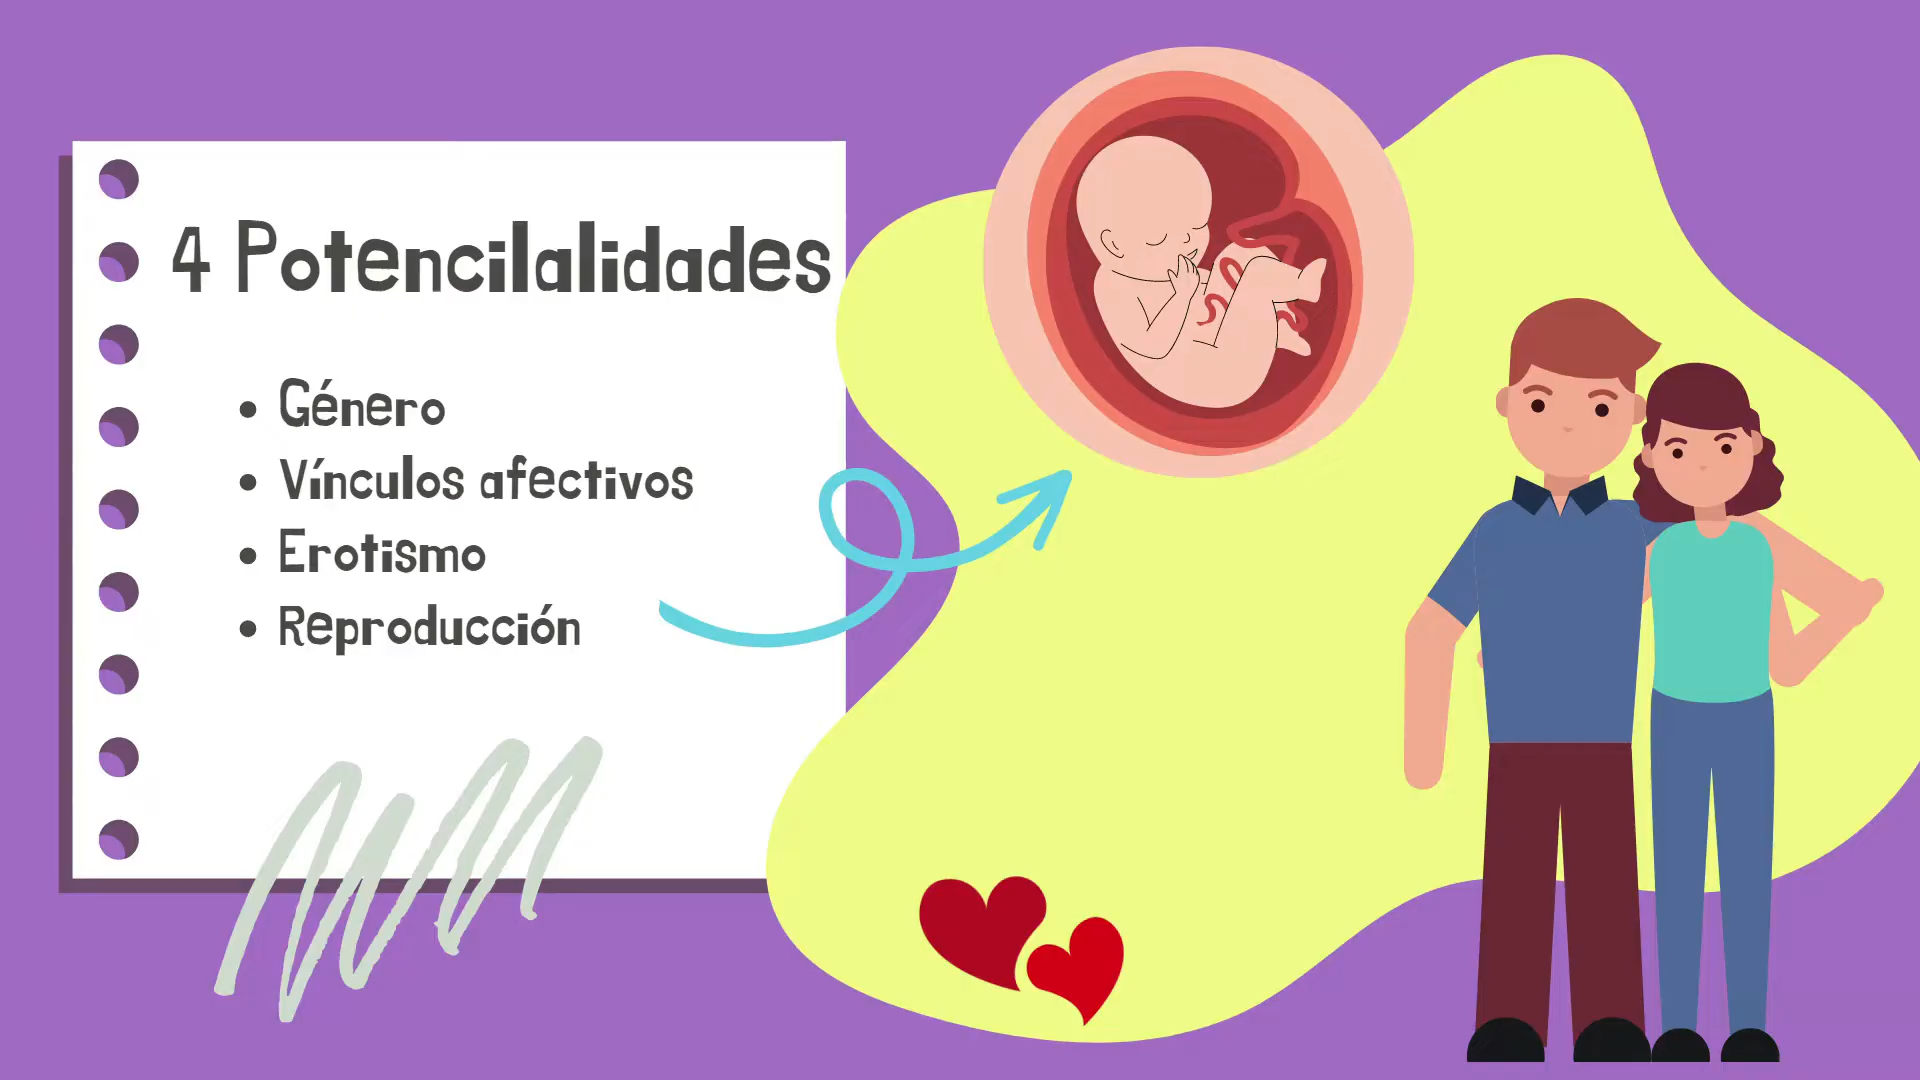 4 Potencilalidades
• Género
• Vínculos afectivos
• Erotismo
• Reproducción